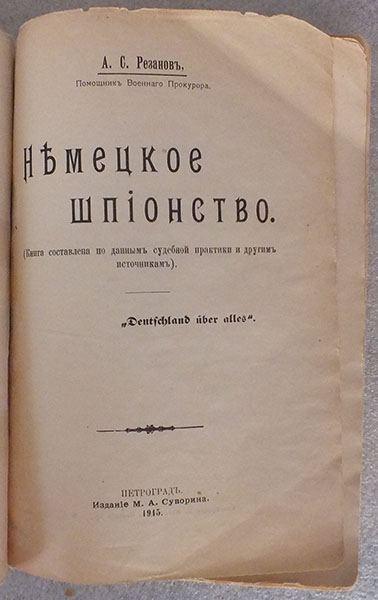 А. С. Резановъ,
Помощникъ Военнаго Прокурора.
НѢМЕЦКОЕ
ШПІОНСТВО.
(Книга составлена по даннымъ судебной практики и другимъ
источникамъ).
„Deutſchland über alles“.
ПЕТРОГРАДЪ.
Изданіе М. А. Суворина.
1915.